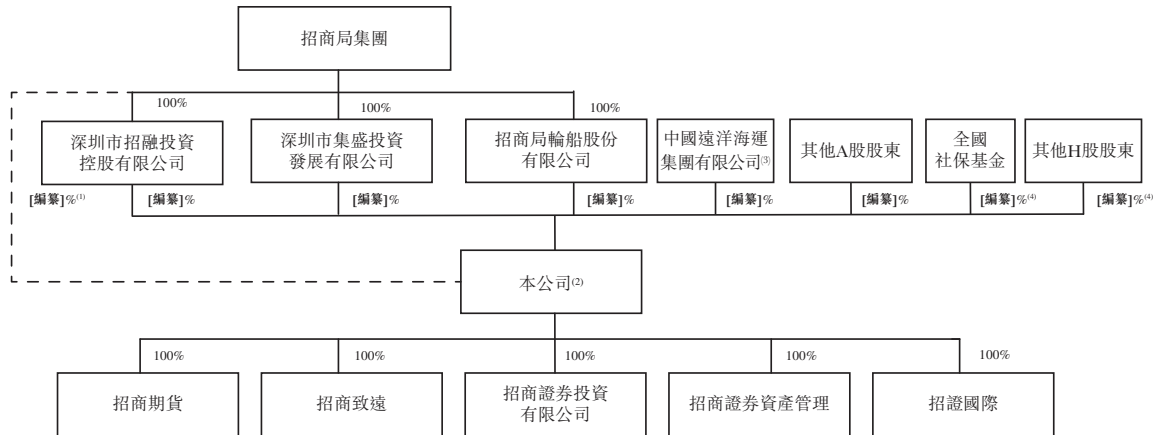 招商局集團
100%
100%
100%
深圳市招融投資
控股有限公司
深圳市集盛投資
發展有限公司
招商局輪船股份
有限公司
中國遠洋海運
集團有限公司(3)
其他A股股東
全國
社保基金
其他H股股東
[編纂]%(1)
[編纂]%
[編纂]%
[編纂]%
[編纂]%
[編纂]%
[編纂]%(4)
[編纂]%(4)
本公司(2)
100%
100%
100%
100%
100%
招商期貨
招商致遠
招商證券投資
有限公司
招商證券資產管理
招證國際